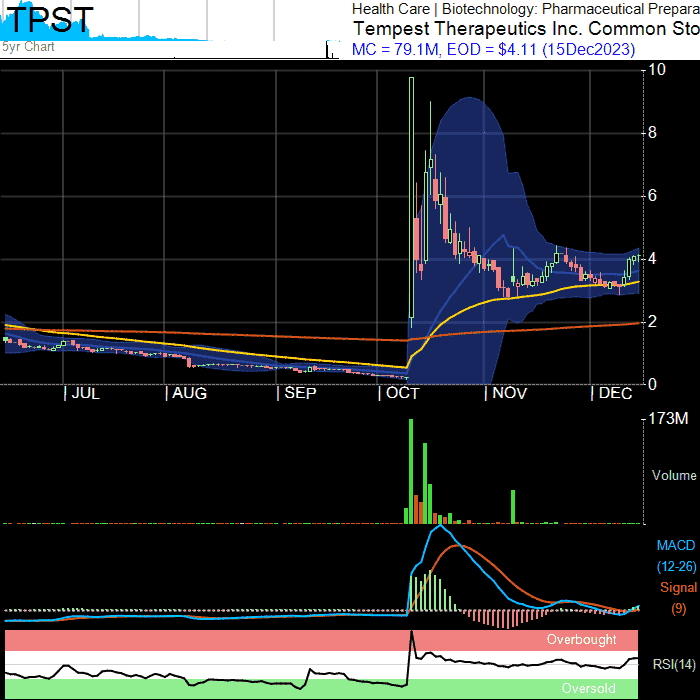 TPST
5yr Chart
Health Care | Biotechnology: Pharmaceutical Prepara
Tempest Therapeutics Inc. Common Sto
MC = 79.1M, EOD = $4.11 (15Dec2023)
10
8
6
4
2
0
JUL AUG SEP OCT NOV DEC
173M
Volume
MACD
(12-26)
Signal
(9)
Overbought
RSI(14)
Oversold